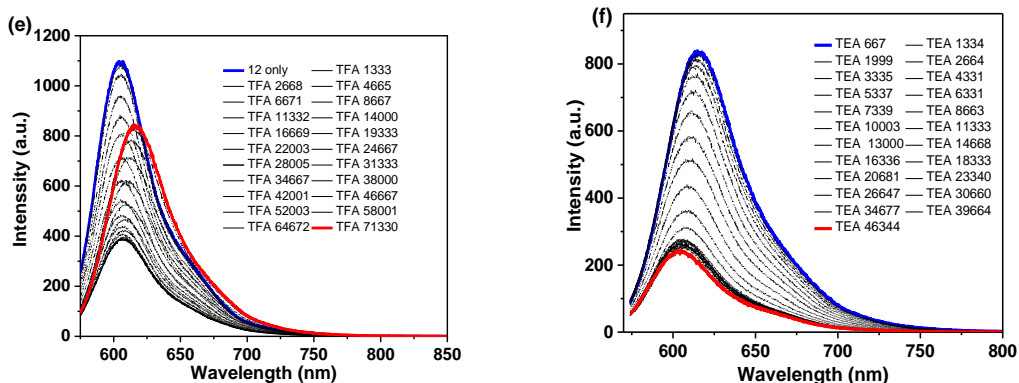 (e)
1200
1000
800
600
400
200
0
Intenssity (a.u.)
12 only TFA 1333
TFA 2668 TFA 4665
TFA 6671 TFA 8667
TFA 11332 TFA 14000
TFA 16669 TFA 19333
TFA 22003 TFA 24667
TFA 28005 TFA 31333
TFA 34667 TFA 38000
TFA 42001 TFA 46667
TFA 52003 TFA 58001
TFA 64672 TFA 71330
600 650 700 750 800 850
Wavelength (nm)
(f)
800
600
400
200
0
Intensity (a.u.)
TEA 667 TEA 1334
TEA 1999 TEA 2664
TEA 3335 TEA 4331
TEA 5337 TEA 6331
TEA 7339 TEA 8663
TEA 10003 TEA 11333
TEA 13000 TEA 14668
TEA 16336 TEA 18333
TEA 20681 TEA 23340
TEA 26647 TEA 30660
TEA 34677 TEA 39664
TEA 46344
600 650 700 750 800
Wavelength (nm)